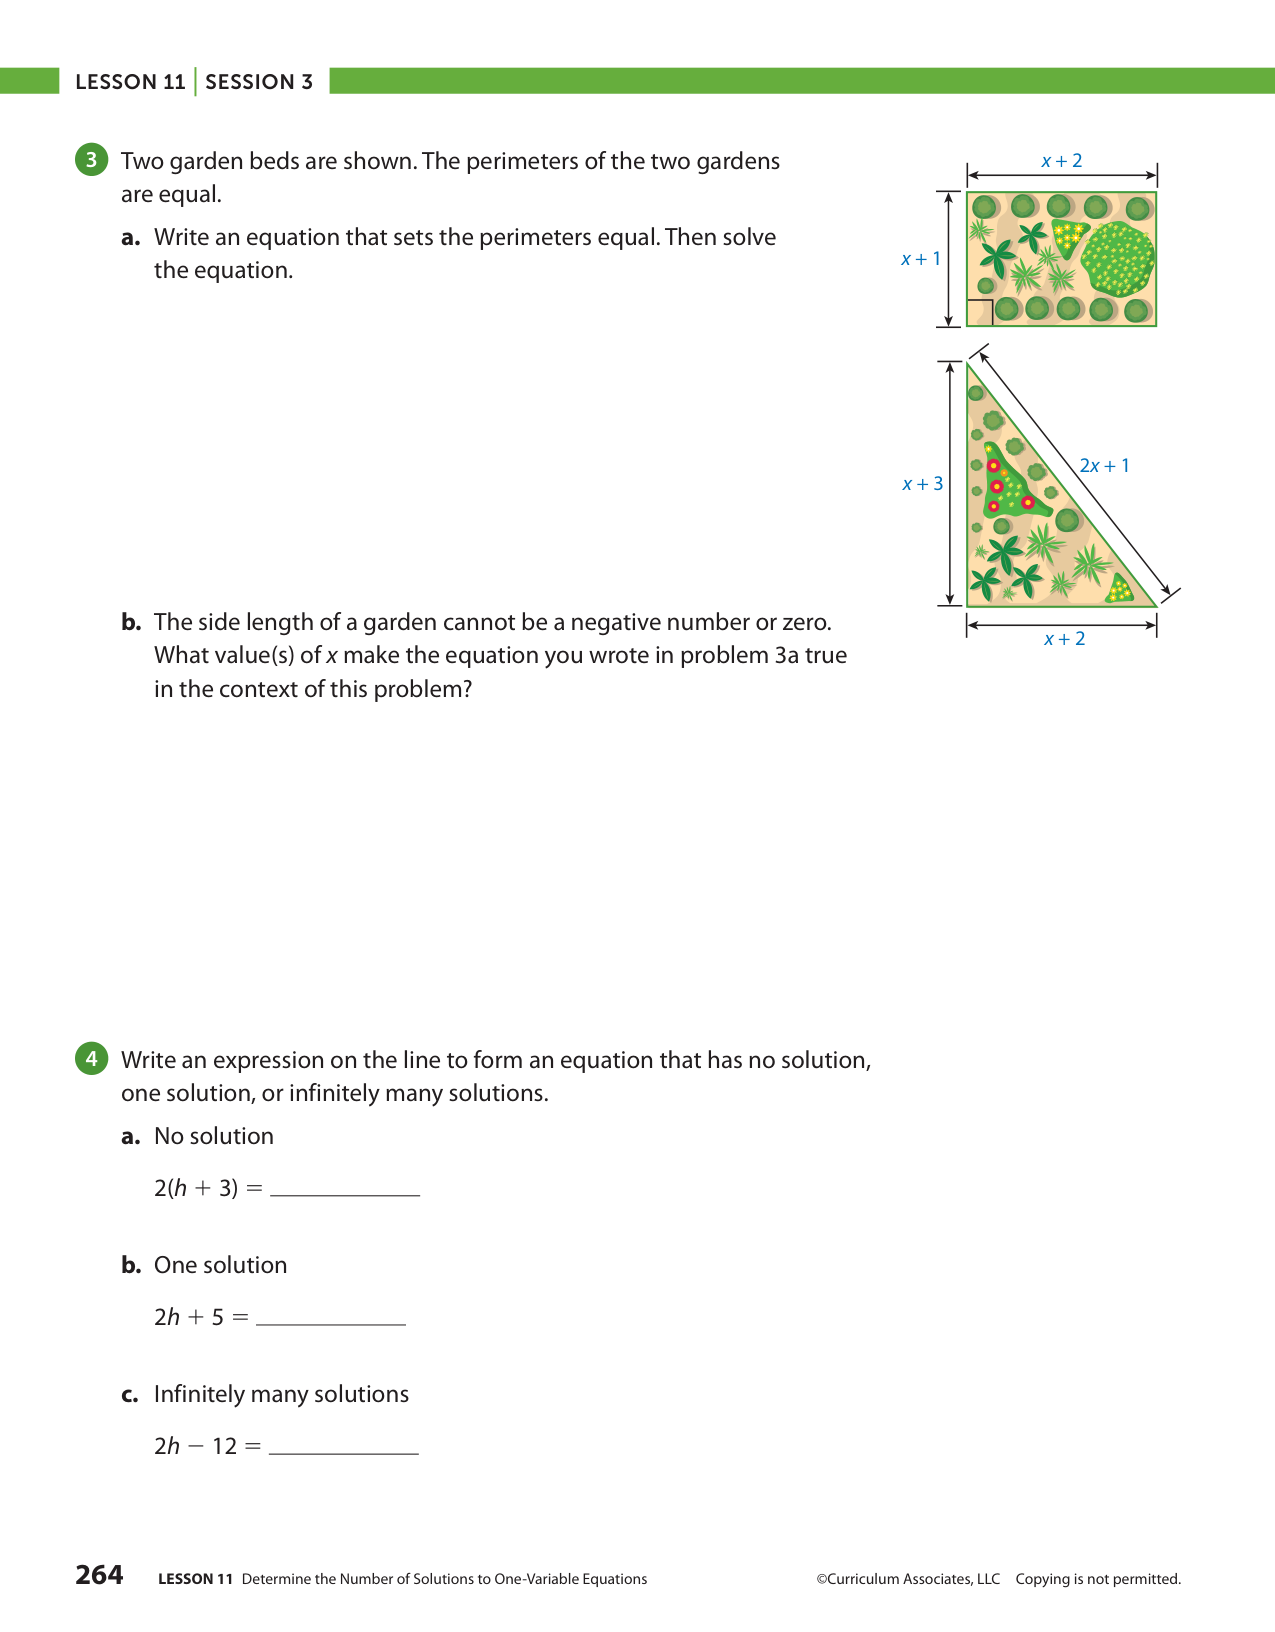 LESSON 11 | SESSION 3
3 Two garden beds are shown. The perimeters of the two gardens
are equal.
a. Write an equation that sets the perimeters equal. Then solve
the equation.
x + 2
x + 1
x + 3
2x + 1
x + 2
b. The side length of a garden cannot be a negative number or zero.
What value(s) of x make the equation you wrote in problem 3a true
in the context of this problem?
4 Write an expression on the line to form an equation that has no solution,
one solution, or infinitely many solutions.
a. No solution
2(h + 3) = ____________
b. One solution
2h + 5 = ____________
c. Infinitely many solutions
2h − 12 = ____________
264 LESSON 11 Determine the Number of Solutions to One-Variable Equations ©Curriculum Associates, LLC Copying is not permitted.